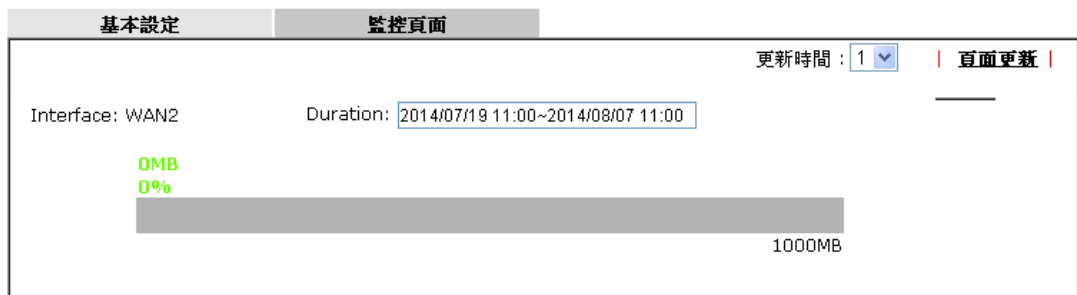 基本設定 監控頁面
更新時間：1 | 頁面更新 |
Interface: WAN2 Duration: 2014/07/19 11:00~2014/08/07 11:00
0MB
0%
1000MB